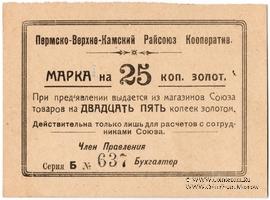 Пермско-Верхне-Камский Райсоюз Кооператив.
МАРКА на 25 коп. золот.
При предъявлении выдается из магазинов Союза
товаров на ДВАДЦАТЬ ПЯТЬ копеек золотом.
Действительна только лишь для расчетов с сотруд-
никами Союза.
Член Правления
Серия Б № 637 Бухгалтер